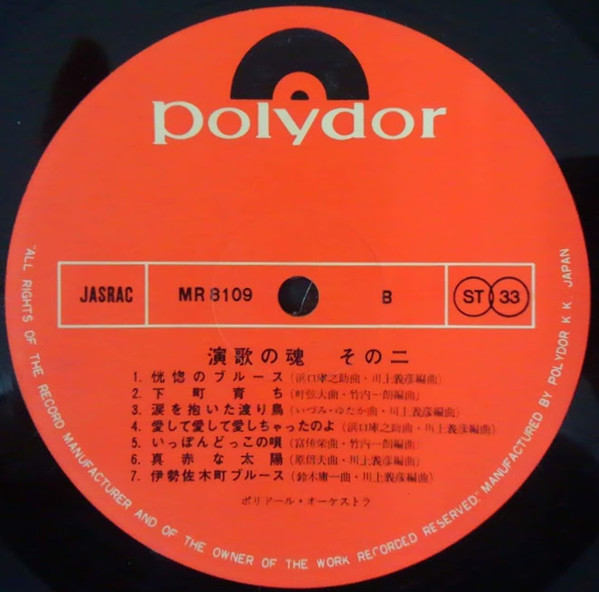 polydor
JASRAC MR 8109 B ST 33
演歌の魂 その二
1. 恍惚のブルース (浜口庫之助曲・川上義彦編曲)
2. 下町育ち (町弦夫曲・竹内一朗編曲)
3. 涙を抱いた渡り鳥 (いづみ・ゆたか曲・川上義彦編曲)
4. 愛して愛して愛しちゃったのよ (浜口庫之助曲・川上義彦編曲)
5. いっぽんどっこの唄 (富侑栄曲・竹内一朗編曲)
6. 真赤な太陽 (原信夫曲・川上義彦編曲)
7. 伊勢佐木町ブルース (鈴木庸一曲・川上義彦編曲)
ポリドール・オーケストラ
"ALL RIGHTS OF THE RECORD MANUFACTURER AND OF THE OWNER OF THE WORK RECORDED RESERVED" MANUFACTURED BY POLYDOR K K JAPAN